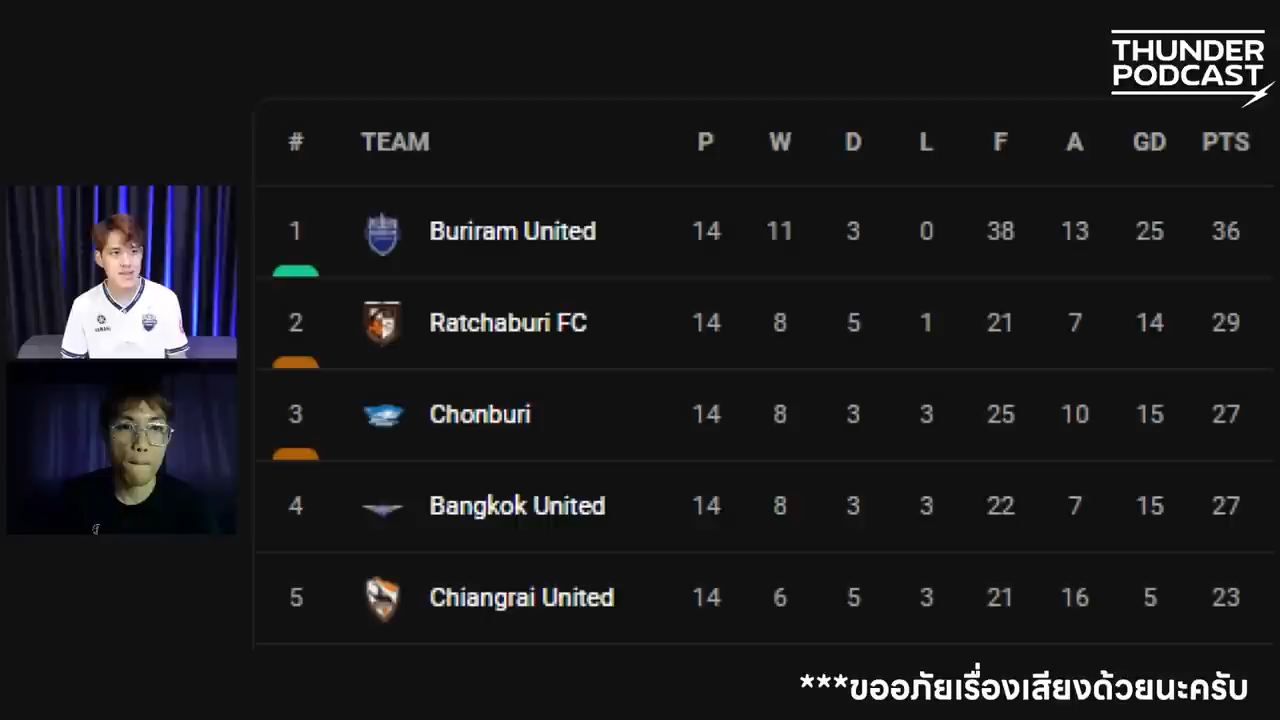 THUNDER
PODCAST
# TEAM P W D L F A GD PTS
1 Buriram United 14 11 3 0 38 13 25 36
2 Ratchaburi FC 14 8 5 1 21 7 14 29
3 Chonburi 14 8 3 3 25 10 15 27
4 Bangkok United 14 8 3 3 22 7 15 27
5 Chiangrai United 14 6 5 3 21 16 5 23
***ขออภัยเรื่องเสียงด้วยนะครับ